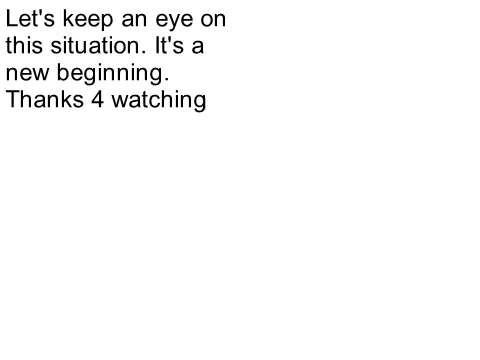 Let's keep an eye on
this situation. It's a
new beginning.
Thanks 4 watching